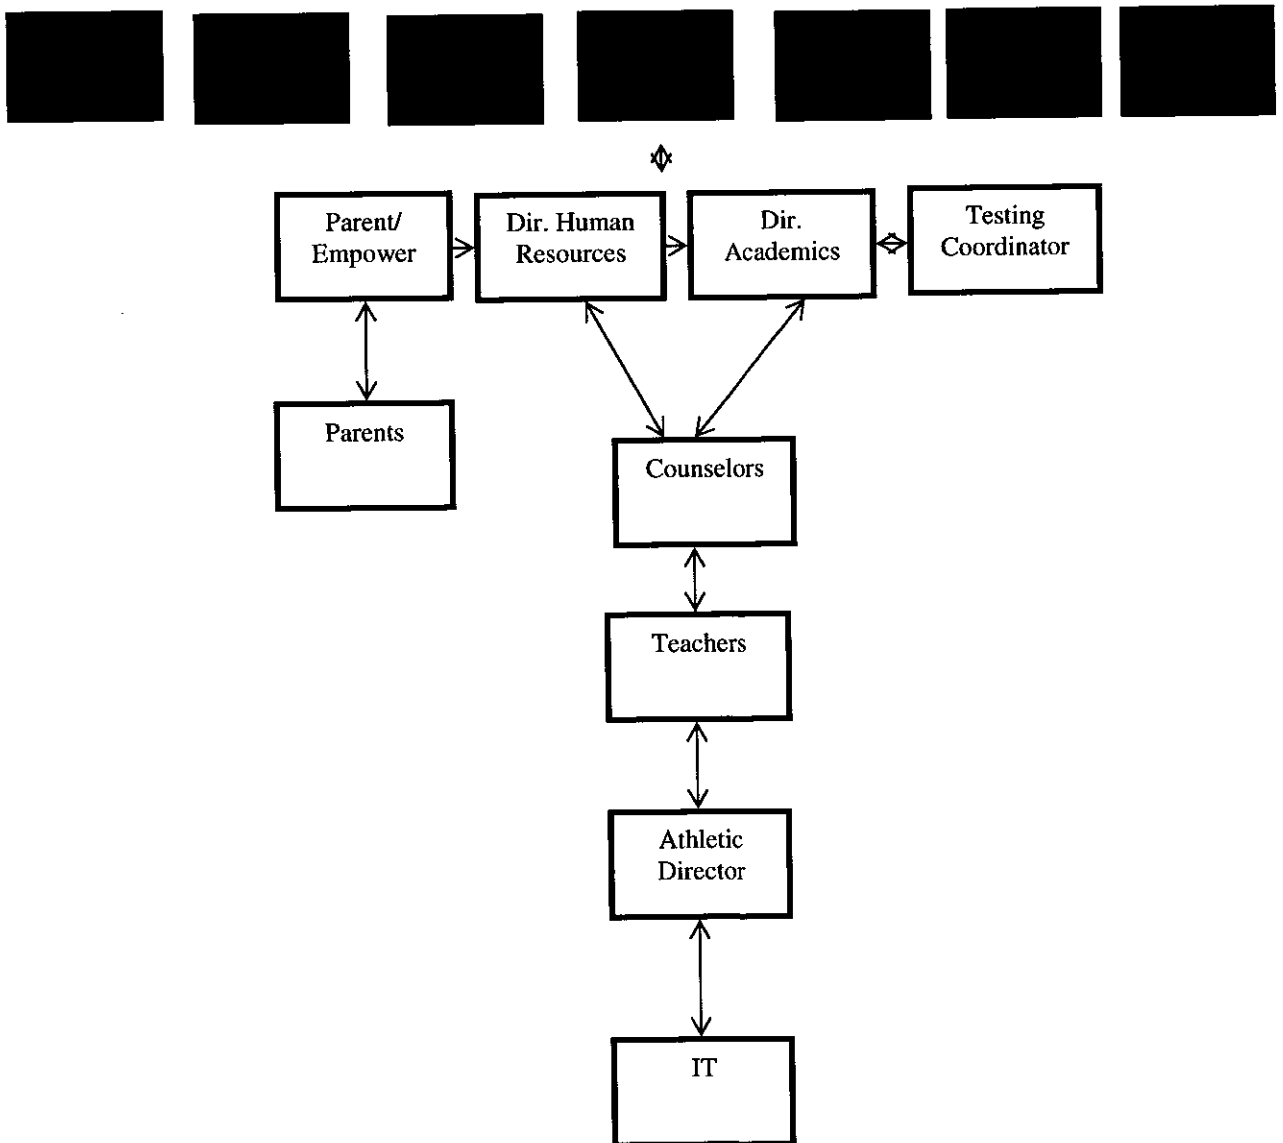 Parent/
Empower
Dir. Human
Resources
Dir.
Academics
Testing
Coordinator
Parents
Counselors
Teachers
Athletic
Director
IT